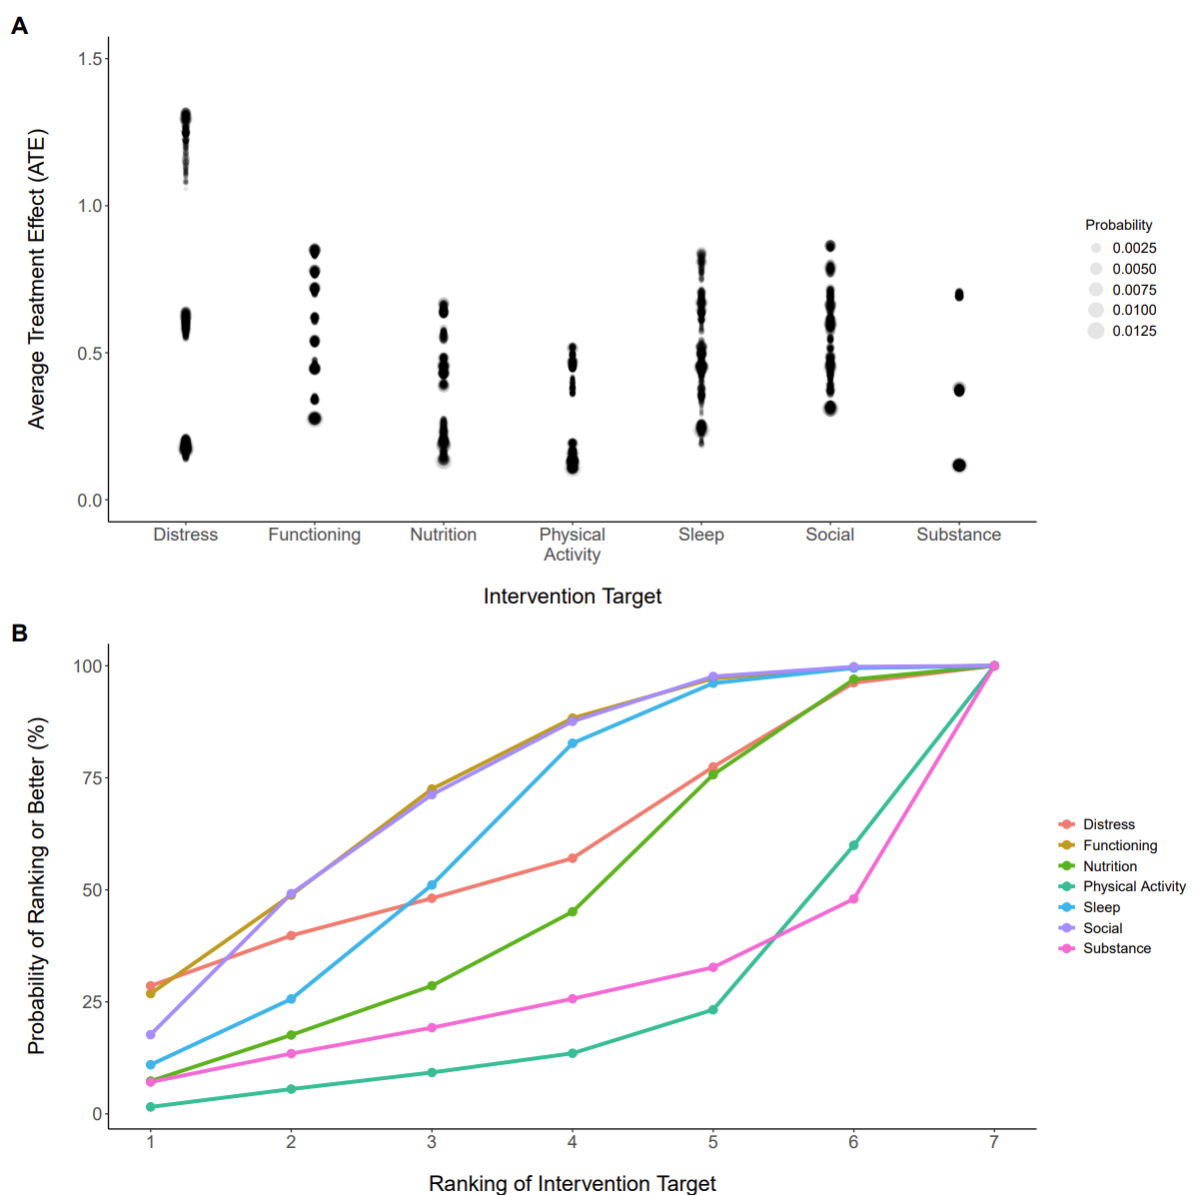 A
Average Treatment Effect (ATE)
1.5
1.0
0.5
0.0
Distress Functioning Nutrition Physical Activity Sleep Social Substance
Intervention Target
Probability
0.0025
0.0050
0.0075
0.0100
0.0125
B
Probability of Ranking or Better (%)
100
75
50
25
0
1 2 3 4 5 6 7
Ranking of Intervention Target
Distress
Functioning
Nutrition
Physical Activity
Sleep
Social
Substance